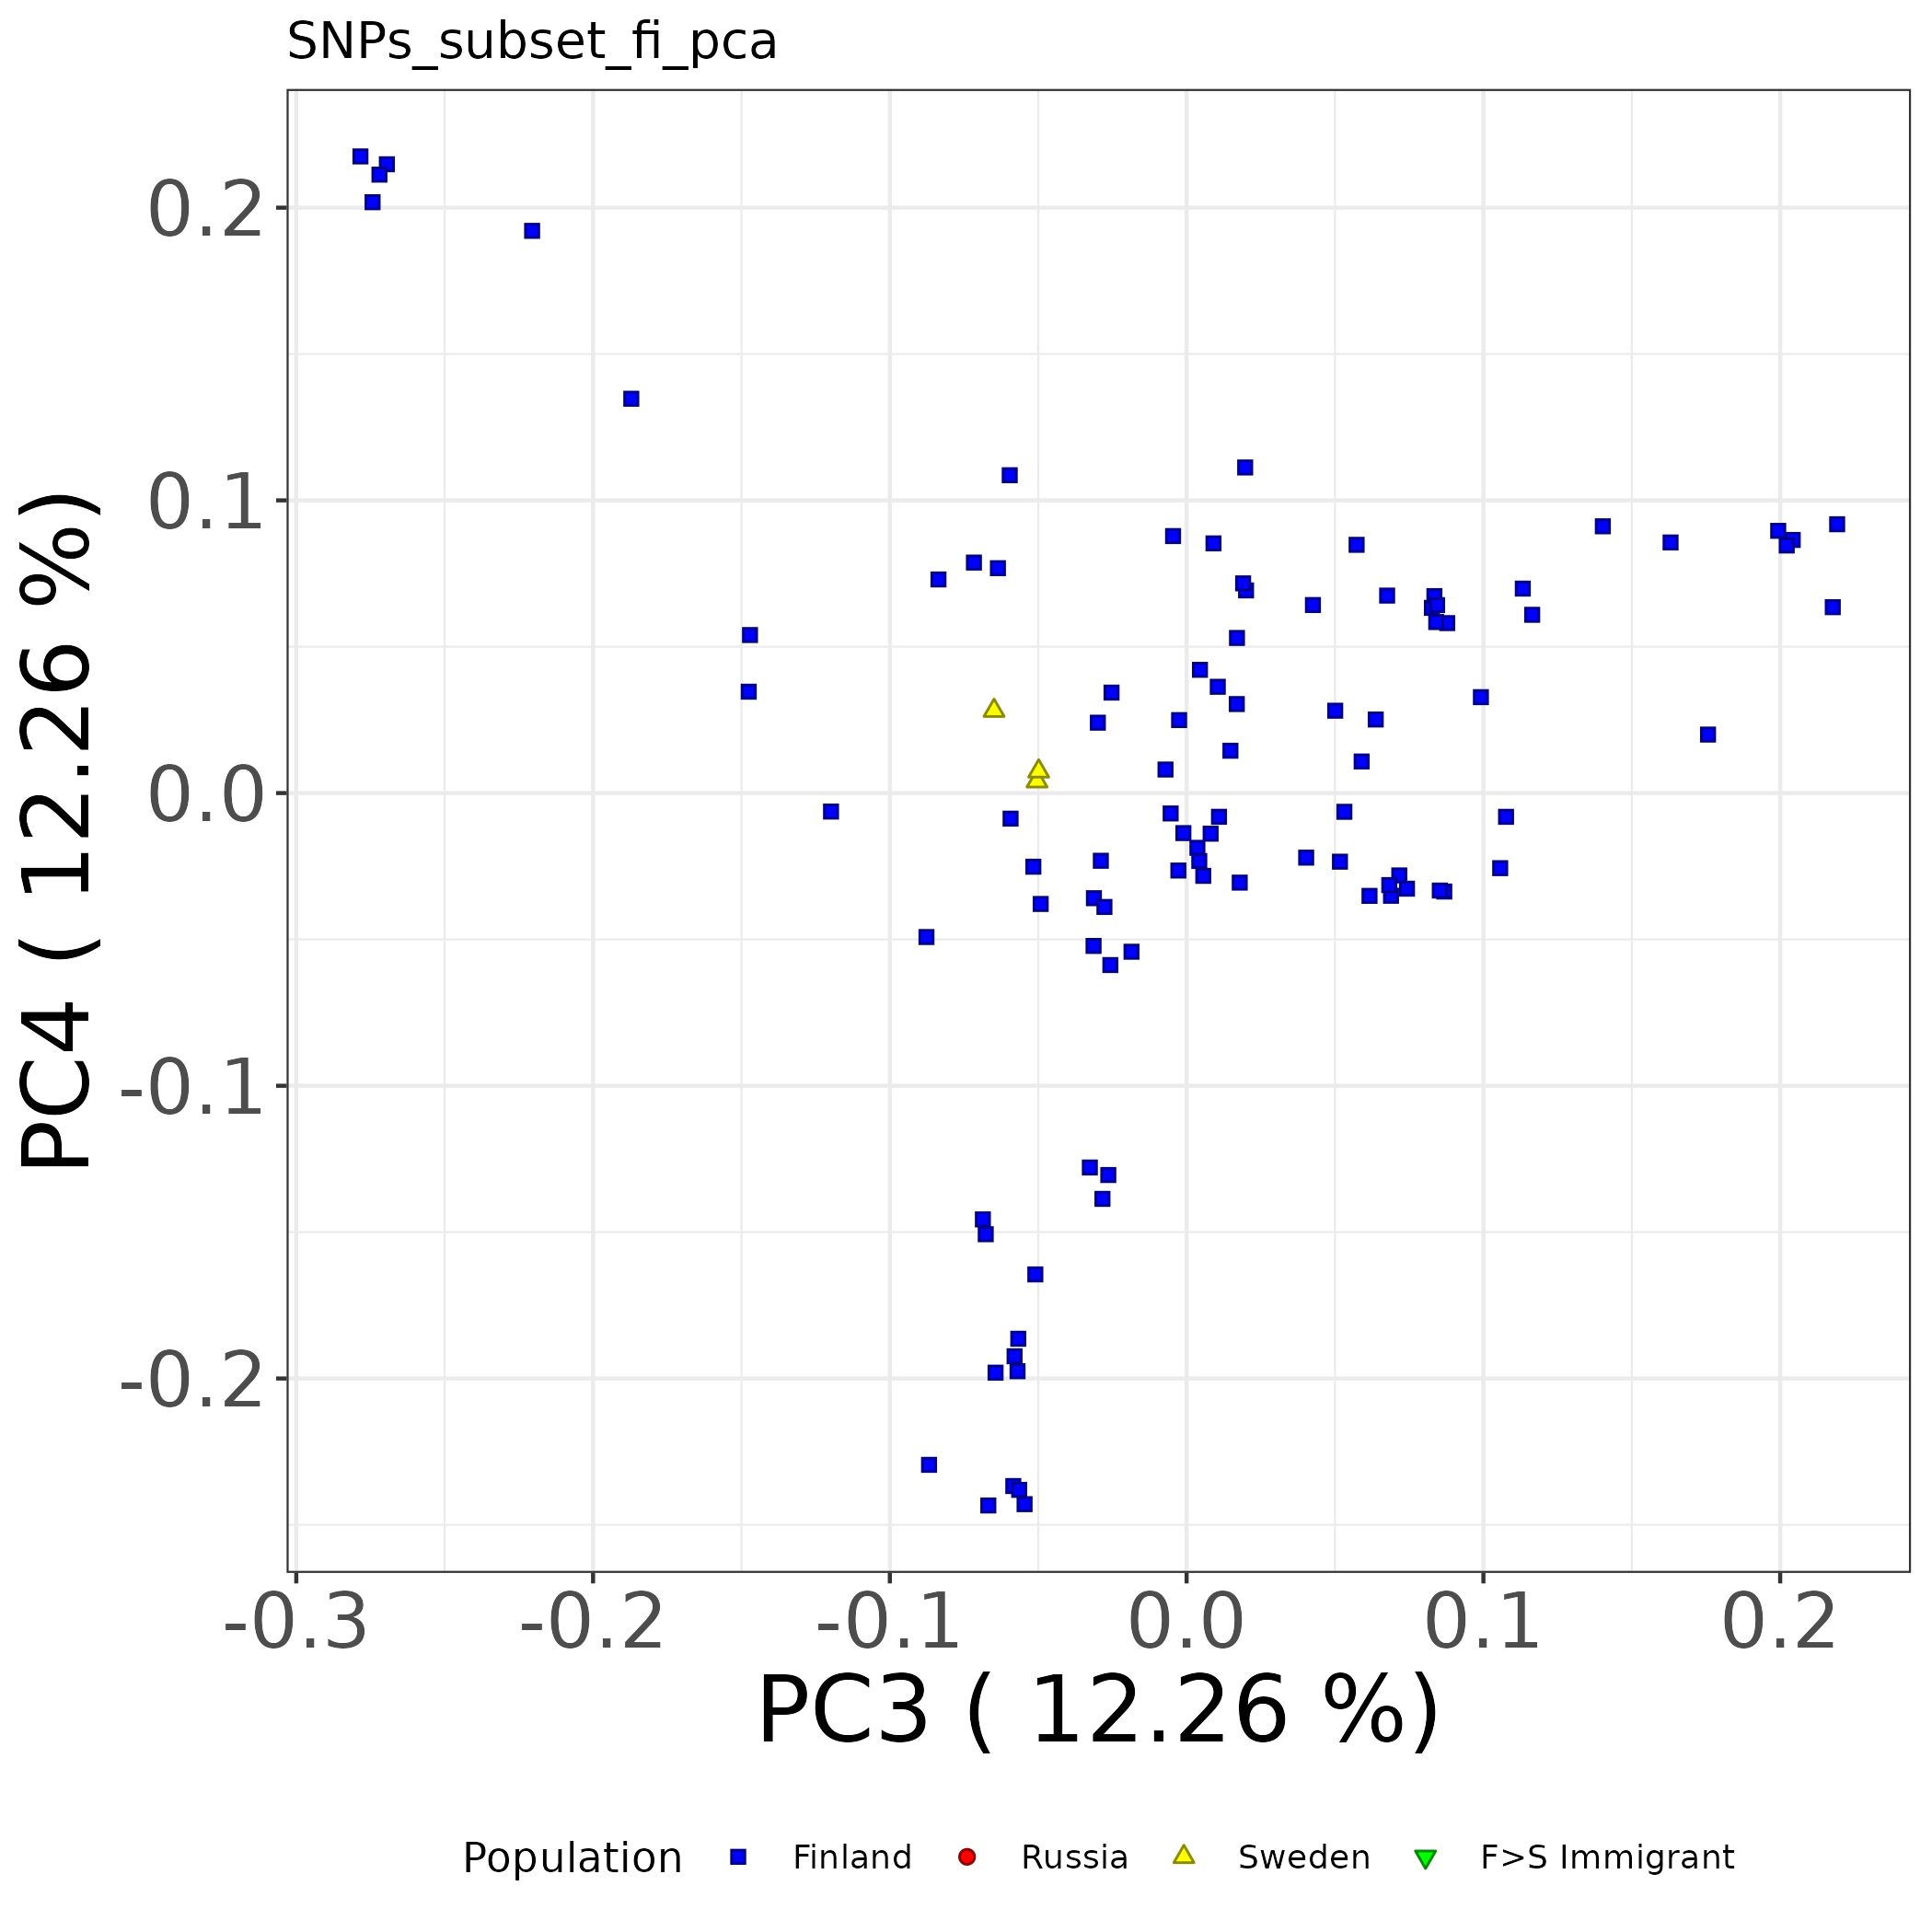 SNPs_subset_fi_pca
PC4 ( 12.26 %)
0.2
0.1
0.0
-0.1
-0.2
-0.3 -0.2 -0.1 0.0 0.1 0.2
PC3 ( 12.26 %)
Population Finland Russia Sweden F>S Immigrant